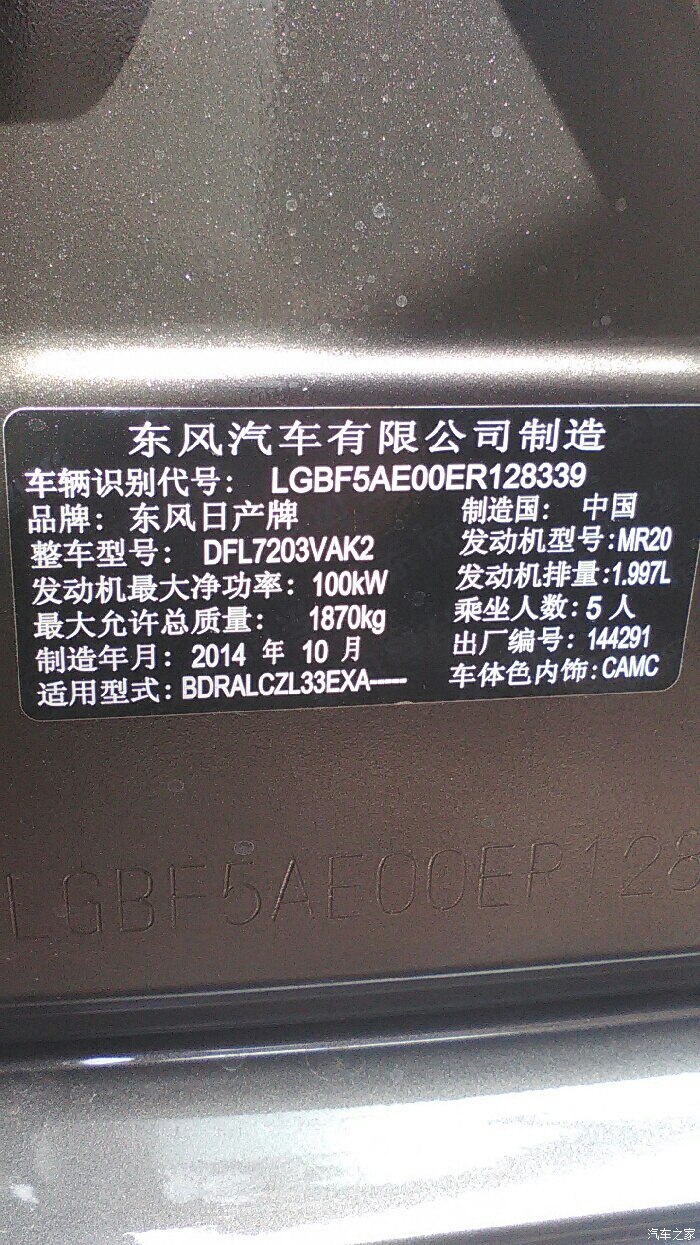 东风汽车有限公司制造
车辆识别代号: LGBF5AE00ER128339
品牌: 东风日产牌 制造国: 中国
整车型号: DFL7203VAK2 发动机型号:MR20
发动机最大净功率: 100kW 发动机排量:1.997L
最大允许总质量: 1870kg 乘坐人数:5人
制造年月: 2014 年 10 月 出厂编号: 144291
适用型式: BDRALCZL33EXA----- 车体色内饰:CAMC
LGBF5AE00ER128
汽车之家